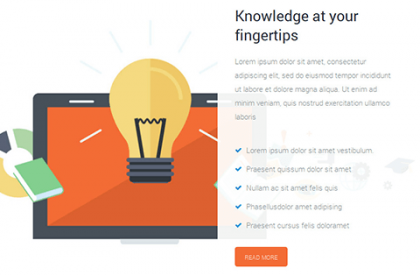 Knowledge at your
fingertips
Lorem ipsum dolor sit amet, consectetur
adipiscing elit, sed do eiusmod tempor incididunt
ut labore et dolore magna aliqua. Ut enim ad
minim veniam, quis nostrud exercitation ullamco
laboris
Lorem ipsum dolor sit amet vestibulum.
Praesent quissum dolor sit amet.
Nullam ac sit amet felis quis
Phasellusdolor amet adipising
Praesent cursus felis doloramet
READ MORE